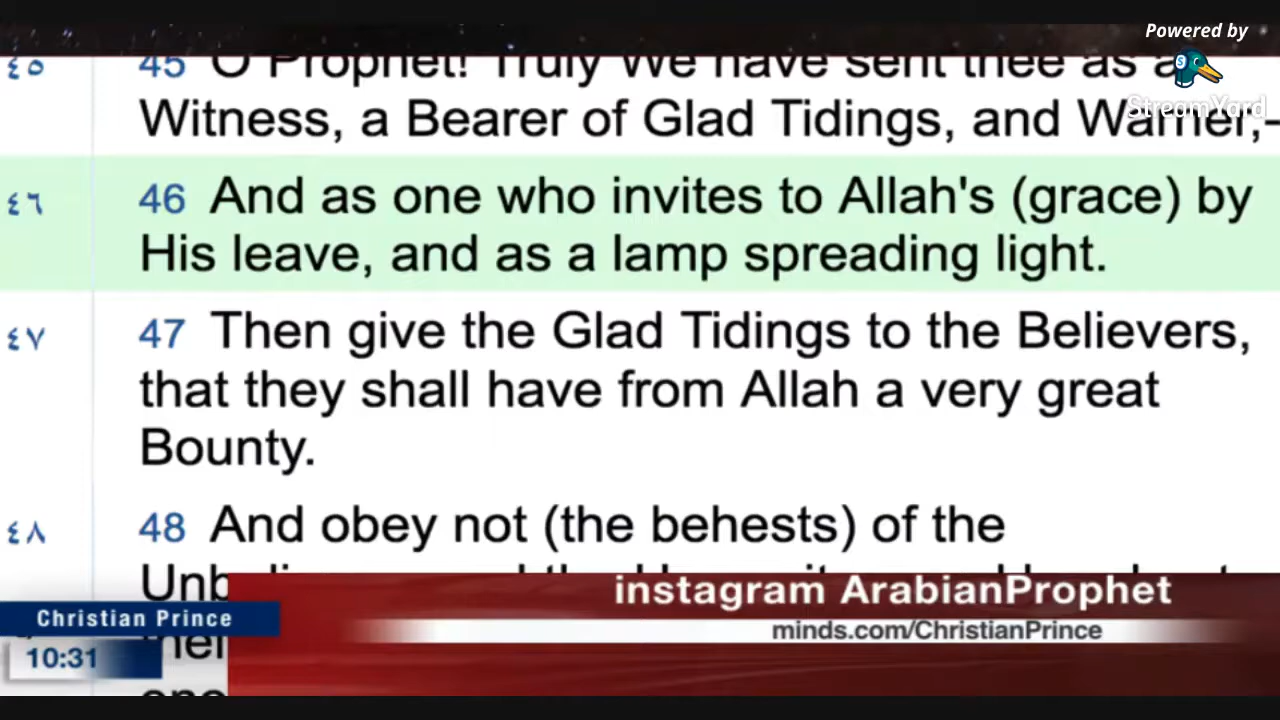 Powered by
StreamYard
٤٥ 45 O Prophet! Truly We have sent thee as a
Witness, a Bearer of Glad Tidings, and Warner,-
٤٦ 46 And as one who invites to Allah's (grace) by
His leave, and as a lamp spreading light.
٤٧ 47 Then give the Glad Tidings to the Believers,
that they shall have from Allah a very great
Bounty.
٤٨ 48 And obey not (the behests) of the
instagram ArabianProphet
Christian Prince
minds.com/ChristianPrince
10:31